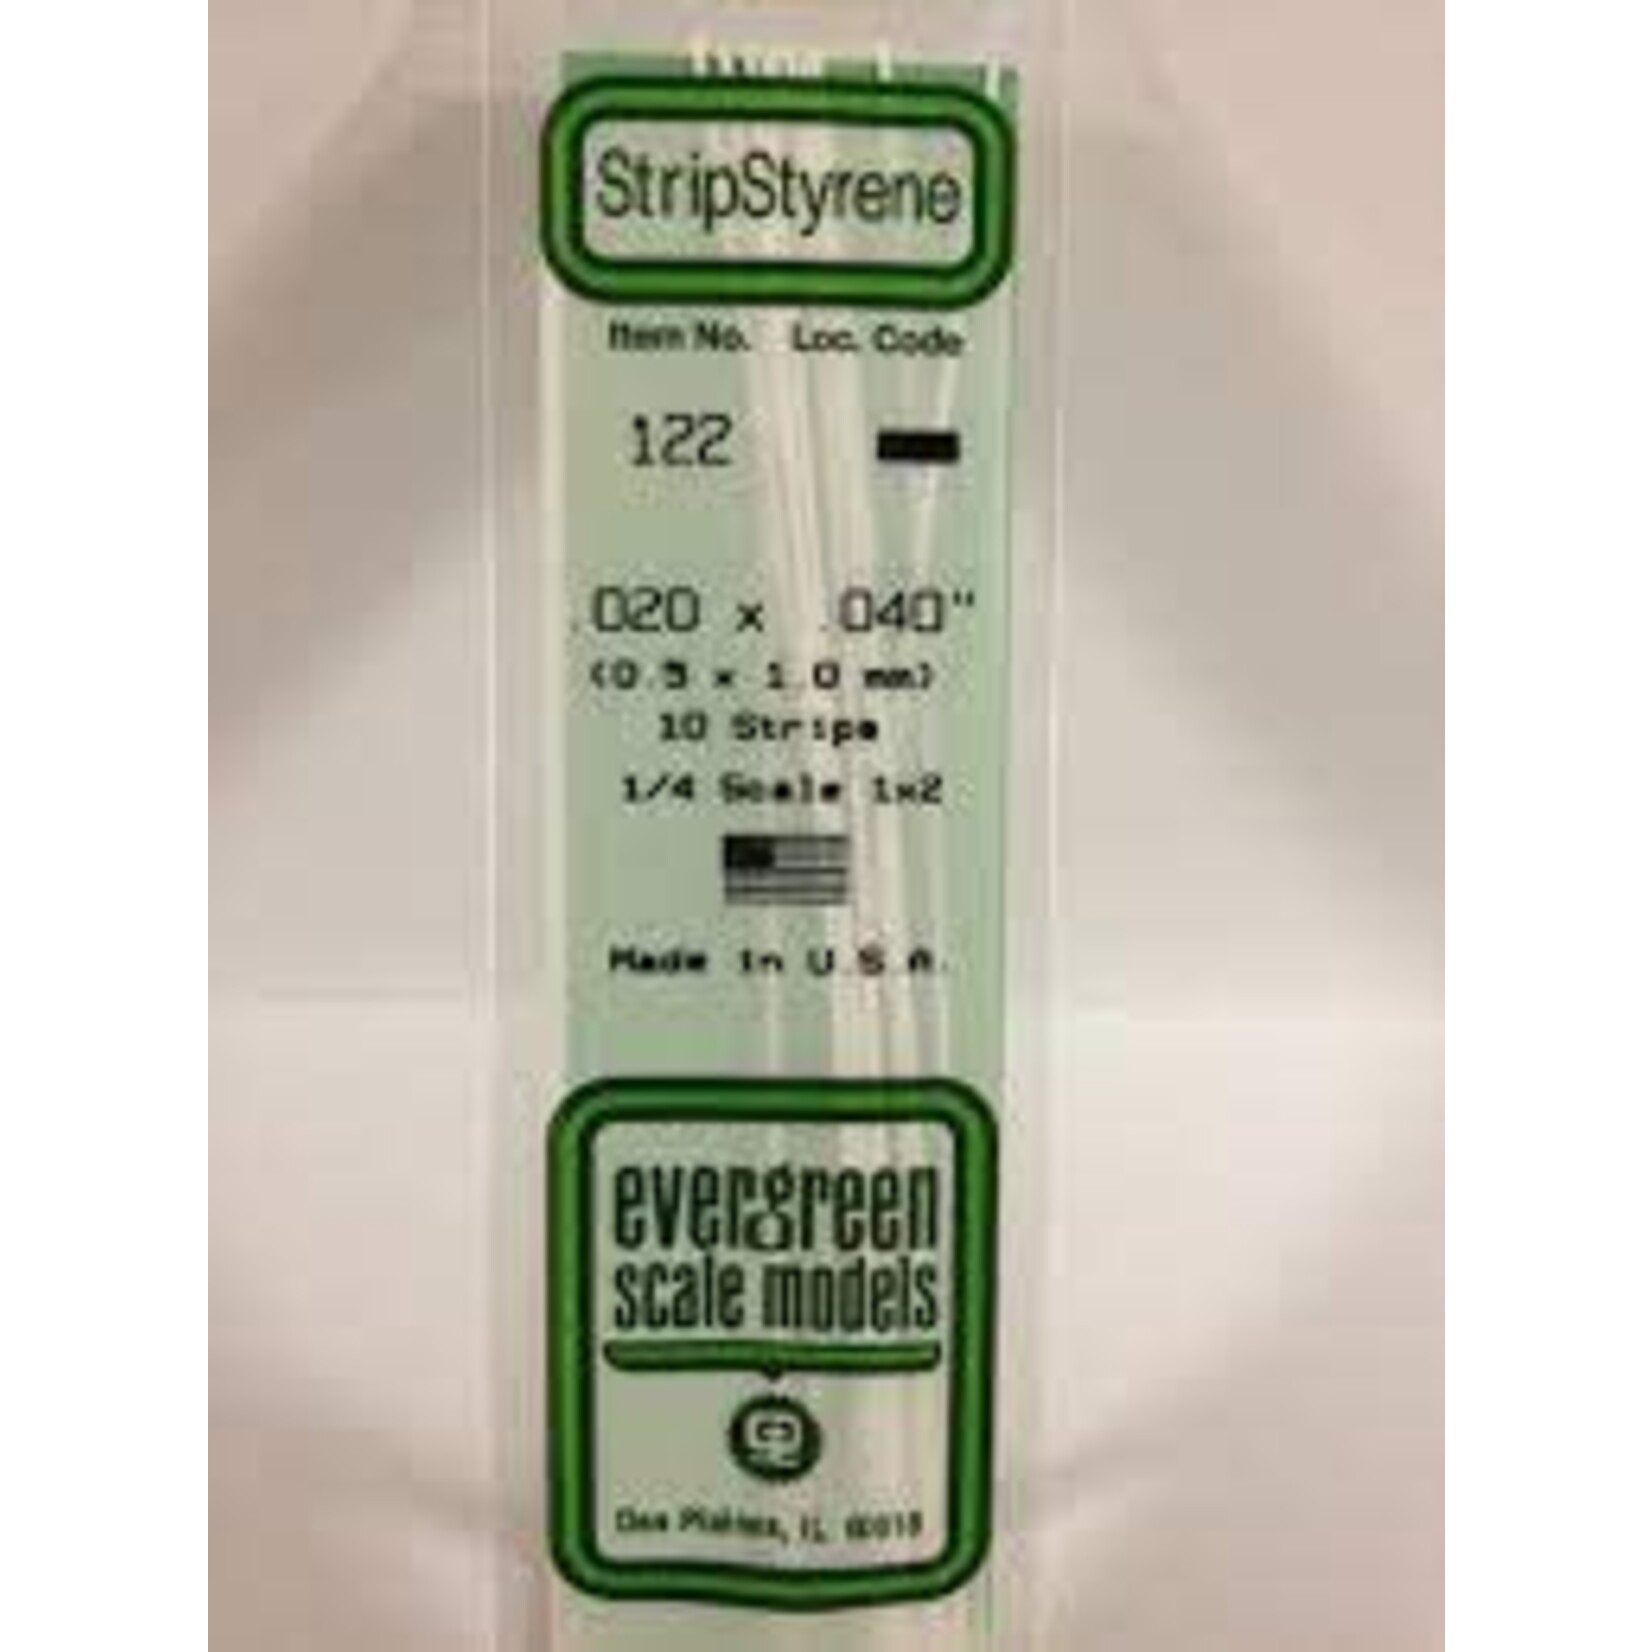 StripStyrene
Item No. Loc. Code
122
.020 x .040"
(0.5 x 1.0 mm)
10 Strips
1/4 Scale 1x2
Made in U.S.A.
evergreen
scale models
Des Plaines, IL 60018